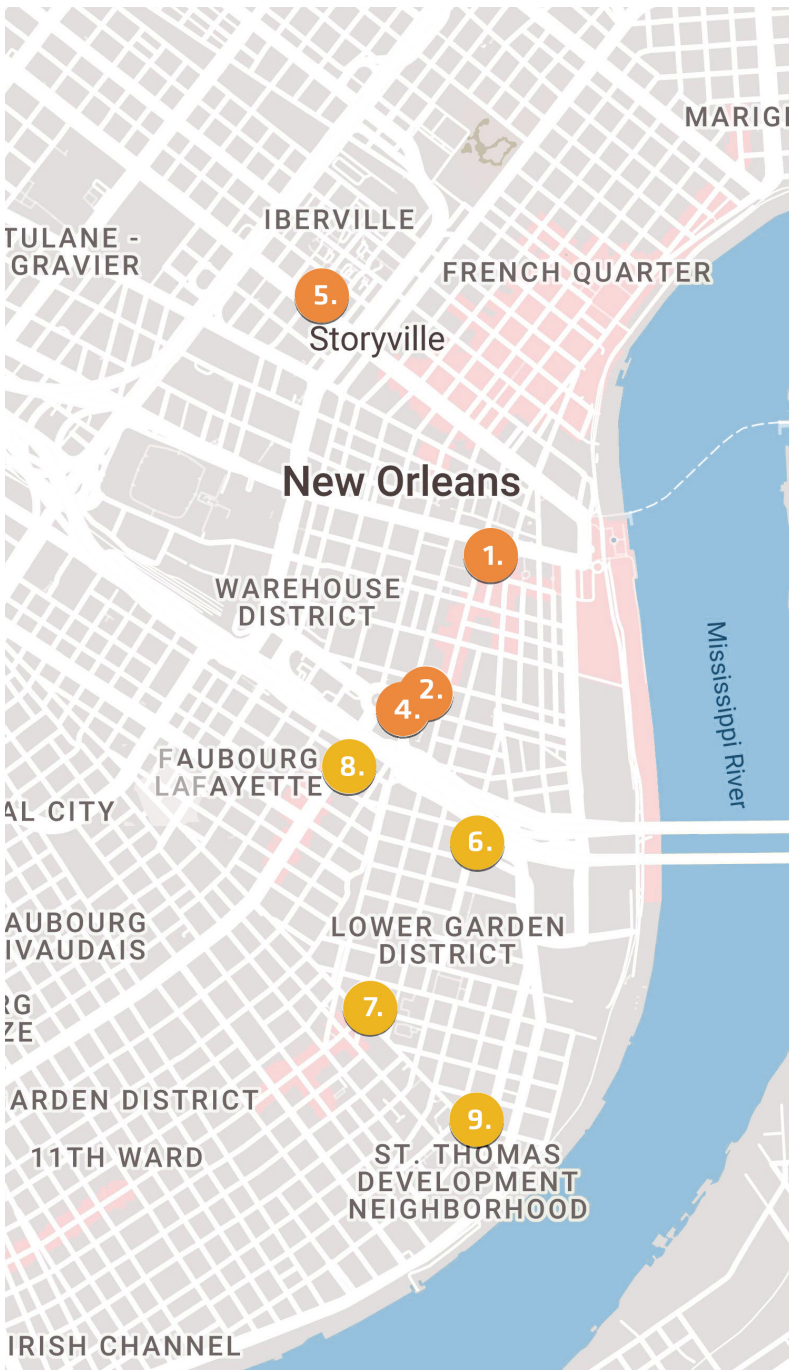 MARIGI
IBERVILLE
TULANE -
GRAVIER
FRENCH QUARTER
5.
Storyville
New Orleans
1.
WAREHOUSE
DISTRICT
Mississippi River
2.
4.
FAUBOURG
LAFAYETTE
8.
AL CITY
6.
AUBOURG
IVAUDAIS
LOWER GARDEN
DISTRICT
RG
ZE
7.
ARDEN DISTRICT
9.
11TH WARD
ST. THOMAS
DEVELOPMENT
NEIGHBORHOOD
IRISH CHANNEL